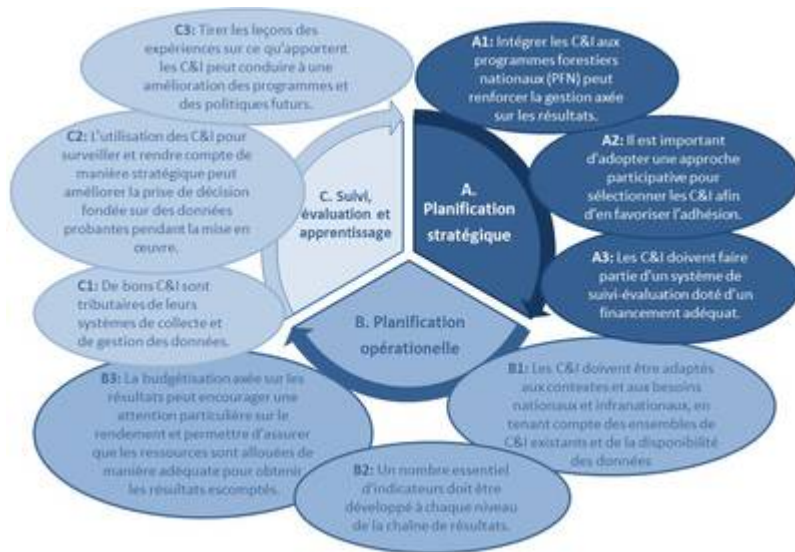 A1: Intégrer les C&I aux
programmes forestiers
nationaux (PFN) peut
renforcer la gestion axée
sur les résultats.
A2: Il est important
d'adopter une approche
participative pour
sélectionner les C&I afin
d'en favoriser l'adhésion.
A3: Les C&I doivent faire
partie d'un système de
suivi-évaluation doté d'un
financement adéquat.
A.
Planification
stratégique
B. Planification
opérationelle
B1: Les C&I doivent être adaptés
aux contextes et aux besoins
nationaux et infranationaux, en
tenant compte des ensembles de
C&I existants et de la disponibilité
des données
B2: Un nombre essentiel
d'indicateurs doit être
développé à chaque niveau
de la chaîne de résultats.
B3: La budgétisation axée sur les
résultats peut encourager une
attention particulière sur le
rendement et permettre d'assurer
que les ressources sont allouées de
manière adéquate pour obtenir
les résultats escomptés.
C. Suivi,
évaluation et
apprentissage
C1: De bons C&I sont
tributaires de leurs
systèmes de collecte et
de gestion des données.
C2: L'utilisation des C&I pour
surveiller et rendre compte de
manière stratégique peut
améliorer la prise de décision
fondée sur des données
probantes pendant la mise en
œuvre.
C3: Tirer les leçons des
expériences sur ce qu'apportent
les C&I peut conduire à une
amélioration des programmes et
des politiques futurs.